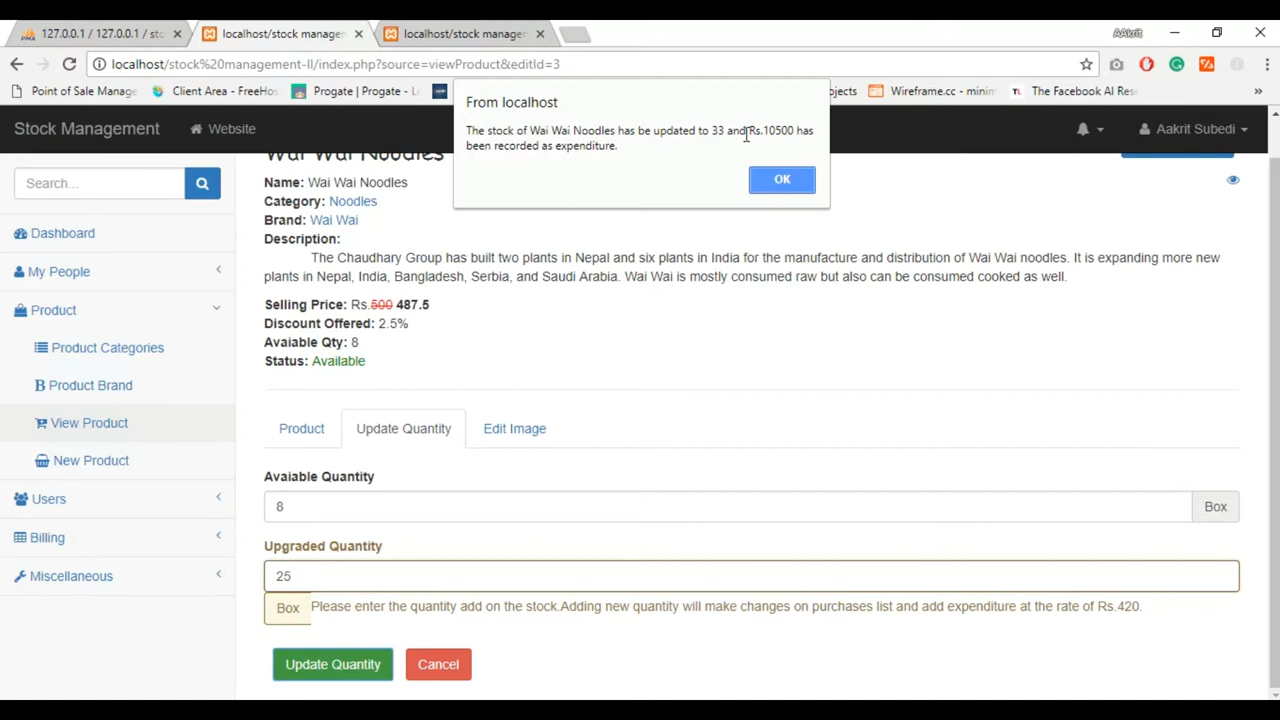 127.0.0.1 / 127.0.0.1 / sto
localhost/stock manage
localhost/stock manage
AAkrit
localhost/stock%20management-II/index.php?source=viewProduct&editId=3
Point of Sale Manage
Client Area - FreeHos
Progate | Progate - L
ojects
Wireframe.cc - minim
TL The Facebook AI Res
»
From localhost
The stock of Wai Wai Noodles has be updated to 33 and Rs.10500 has
been recorded as expenditure.
OK
Stock Management
Website
Aakrit Subedi
Search...
Dashboard
My People
Product
Product Categories
B Product Brand
View Product
New Product
Users
Billing
Miscellaneous
Wai Wai Noodles
Name: Wai Wai Noodles
Category: Noodles
Brand: Wai Wai
Description:
The Chaudhary Group has built two plants in Nepal and six plants in India for the manufacture and distribution of Wai Wai noodles. It is expanding more new
plants in Nepal, India, Bangladesh, Serbia, and Saudi Arabia. Wai Wai is mostly consumed raw but also can be consumed cooked as well.
Selling Price: Rs.500 487.5
Discount Offered: 2.5%
Avaiable Qty: 8
Status: Available
Product
Update Quantity
Edit Image
Avaiable Quantity
8
Box
Upgraded Quantity
25
Box
Please enter the quantity add on the stock.Adding new quantity will make changes on purchases list and add expenditure at the rate of Rs.420.
Update Quantity
Cancel